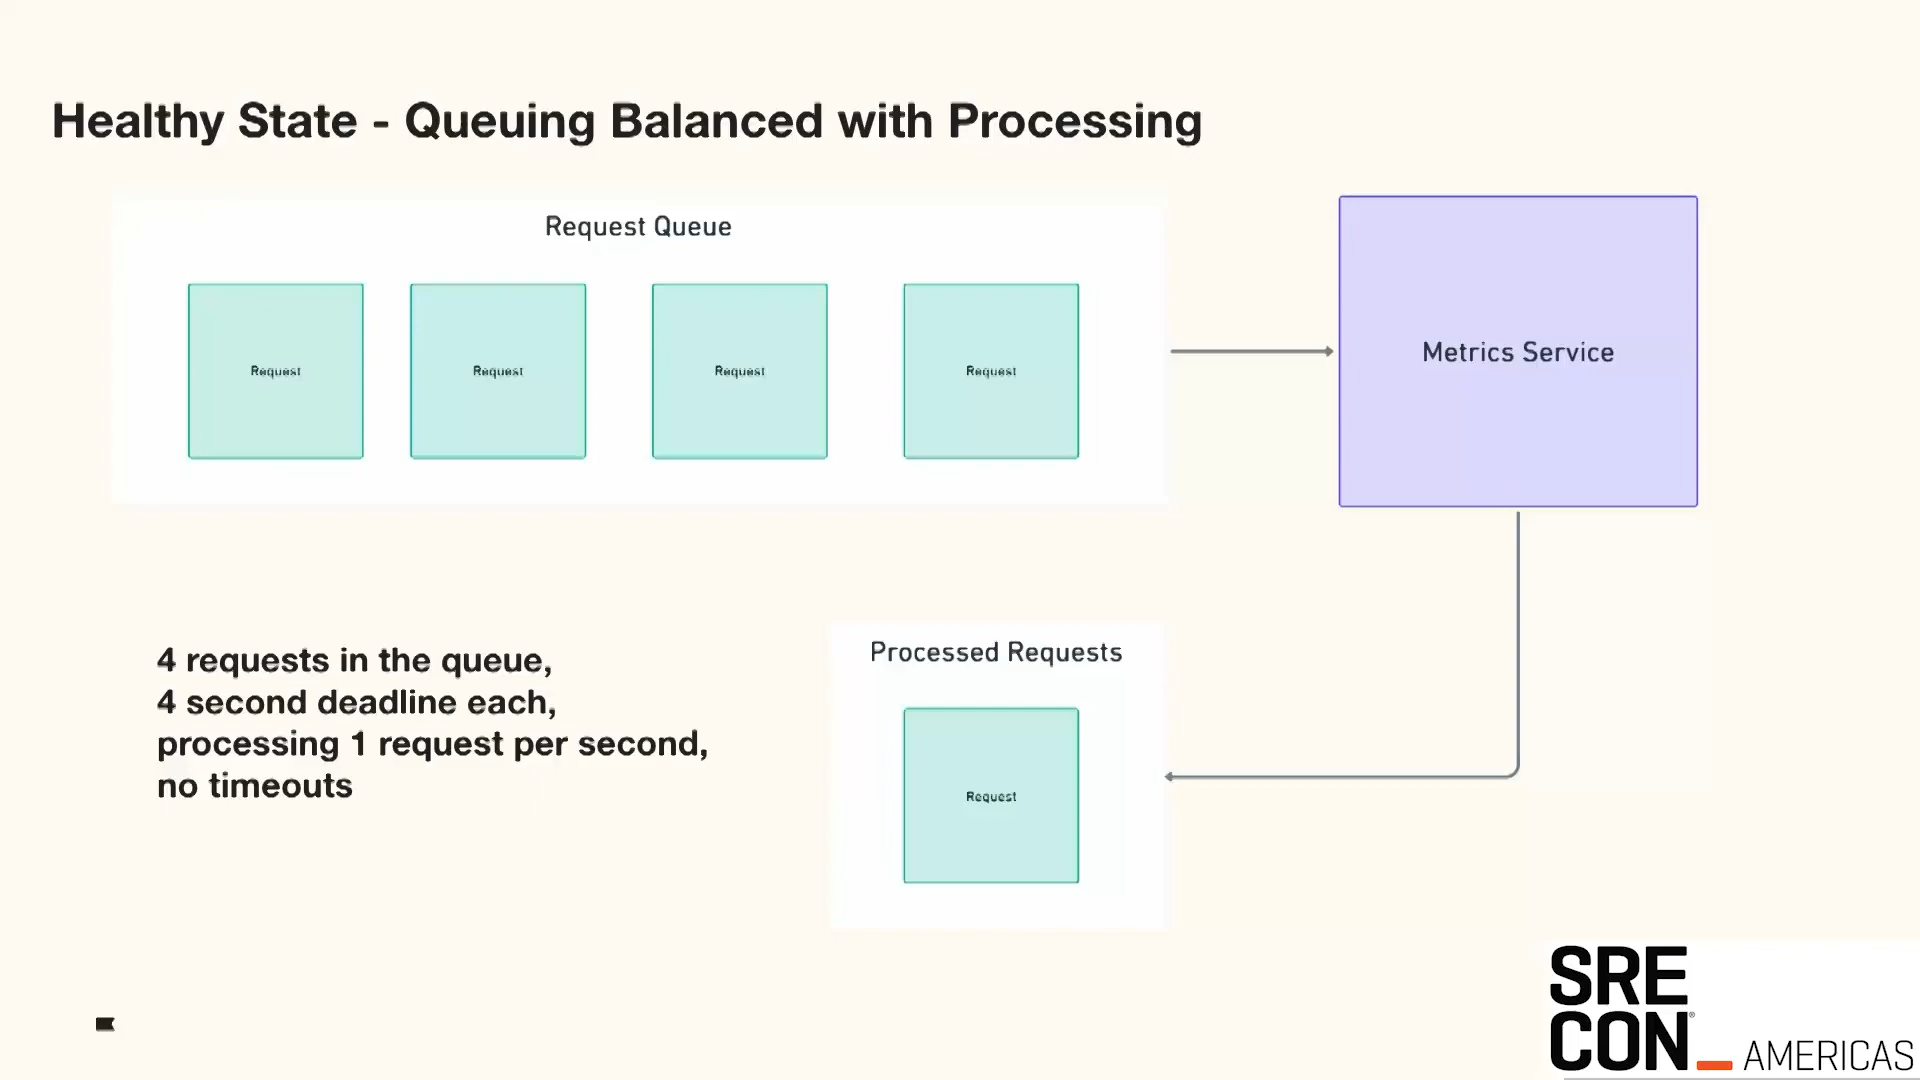 Healthy State - Queuing Balanced with Processing
Request Queue
Request
Request
Request
Request
Metrics Service
4 requests in the queue,
4 second deadline each,
processing 1 request per second,
no timeouts
Processed Requests
Request
SRE
CON® AMERICAS